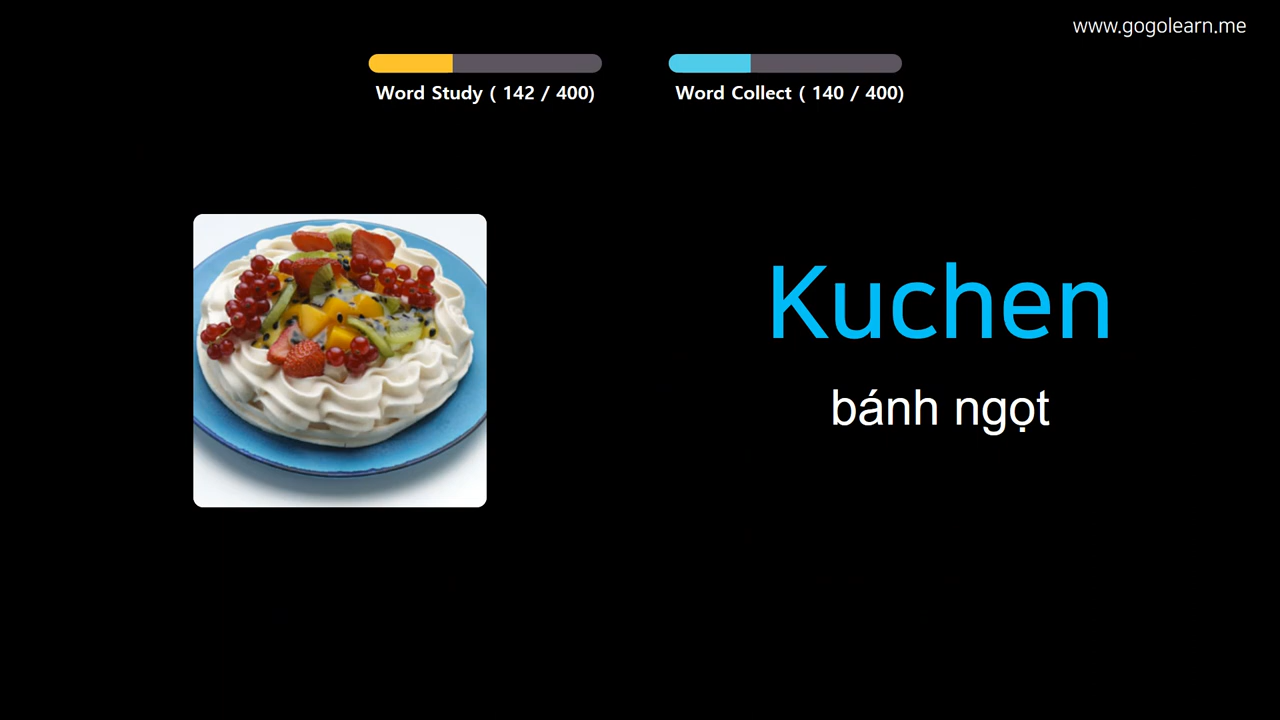 www.gogolearn.me
Word Study ( 142 / 400)
Word Collect ( 140 / 400)
Kuchen
bánh ngọt